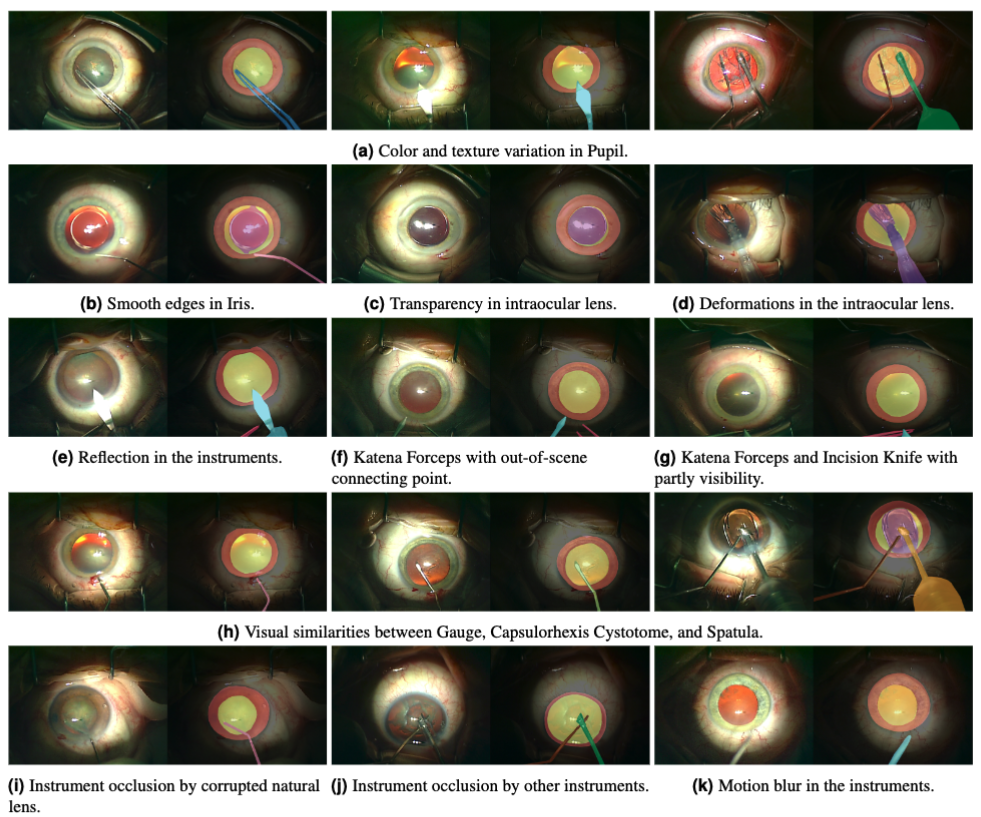 (a) Color and texture variation in Pupil.
(b) Smooth edges in Iris.
(c) Transparency in intraocular lens.
(d) Deformations in the intraocular lens.
(e) Reflection in the instruments.
(f) Katena Forceps with out-of-scene
connecting point.
(g) Katena Forceps and Incision Knife with
partly visibility.
(h) Visual similarities between Gauge, Capsulorhexis Cystotome, and Spatula.
(i) Instrument occlusion by corrupted natural
lens.
(j) Instrument occlusion by other instruments.
(k) Motion blur in the instruments.